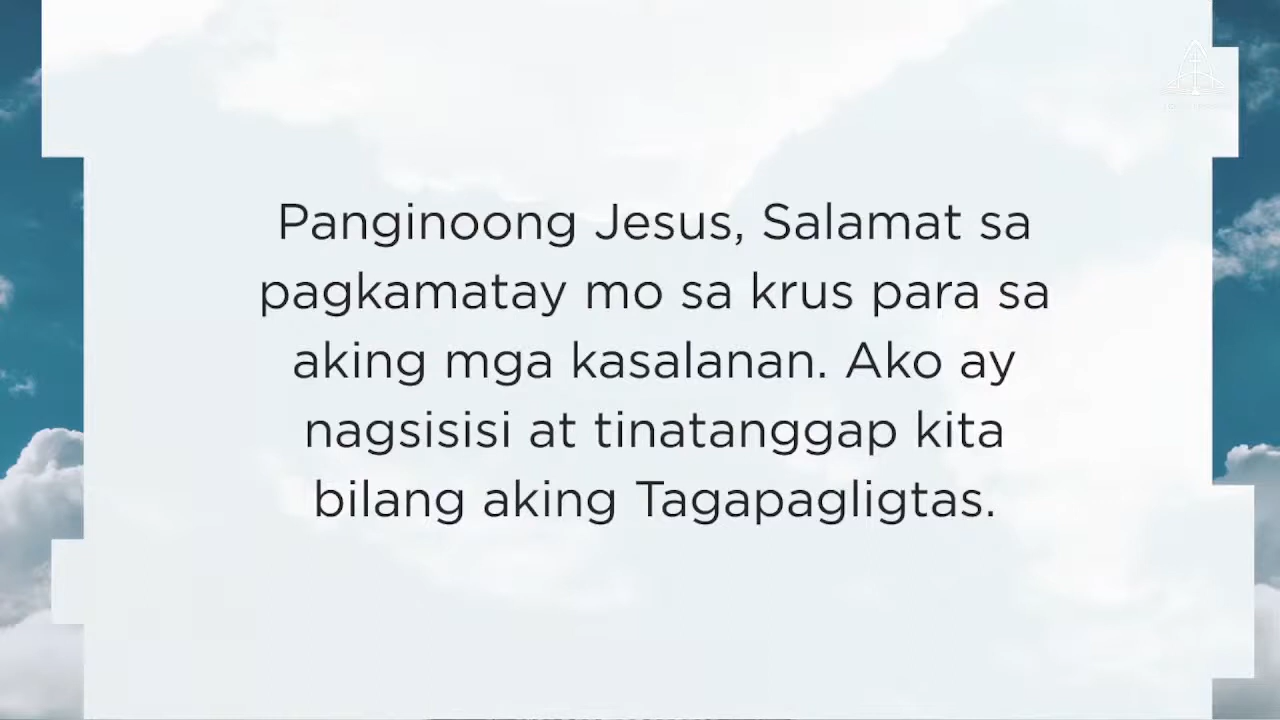 Panginoong Jesus, Salamat sa
pagkamatay mo sa krus para sa
aking mga kasalanan. Ako ay
nagsisisi at tinatanggap kita
bilang aking Tagapagligtas.